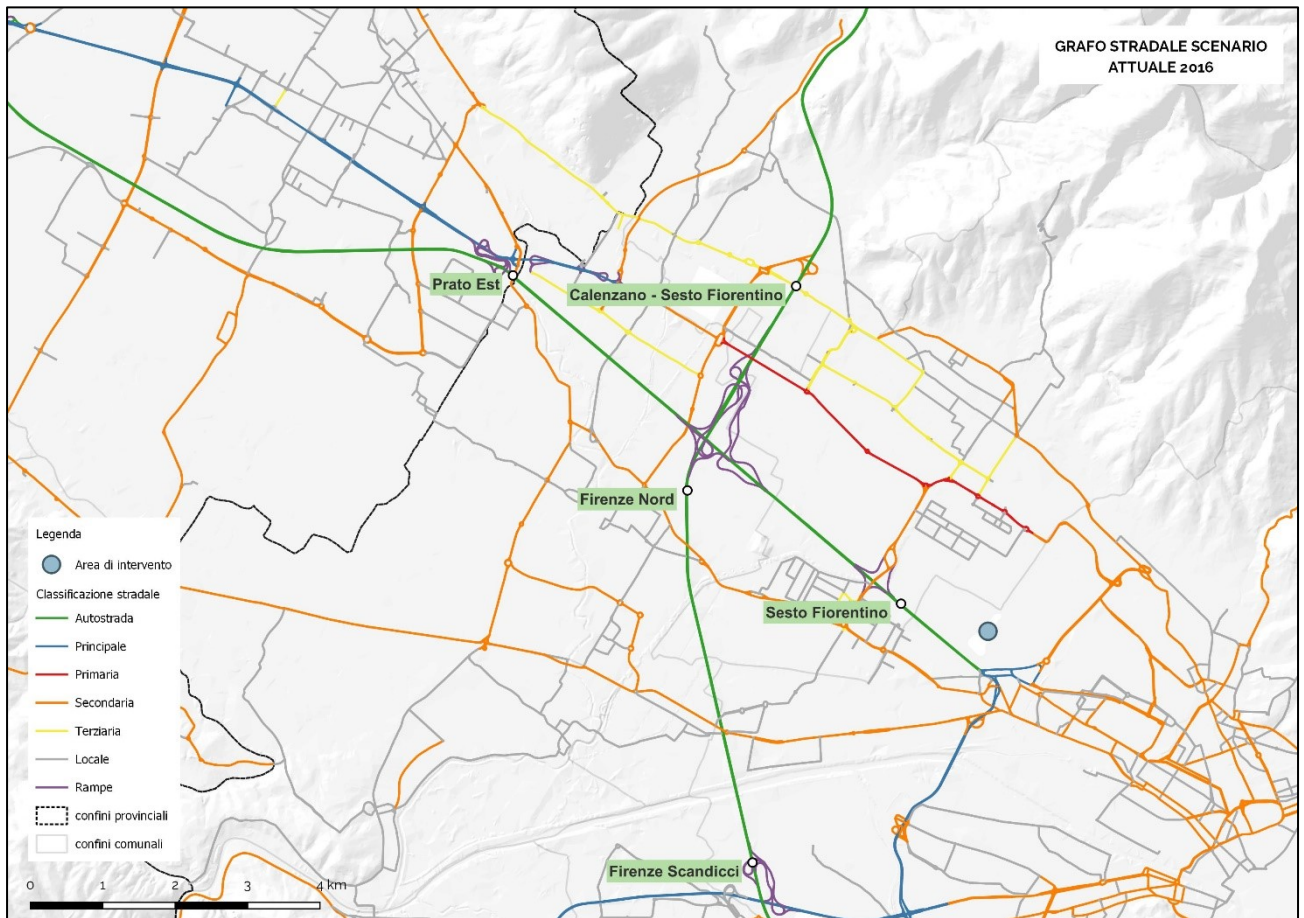 GRAFO STRADALE SCENARIO
ATTUALE 2016
Prato Est
Calenzano - Sesto Fiorentino
Firenze Nord
Sesto Fiorentino
Firenze Scandicci
Legenda
Area di intervento
Classificazione stradale
Autostrada
Principale
Primaria
Secondaria
Terziaria
Locale
Rampe
confini provinciali
confini comunali
0 1 2 3 4 km